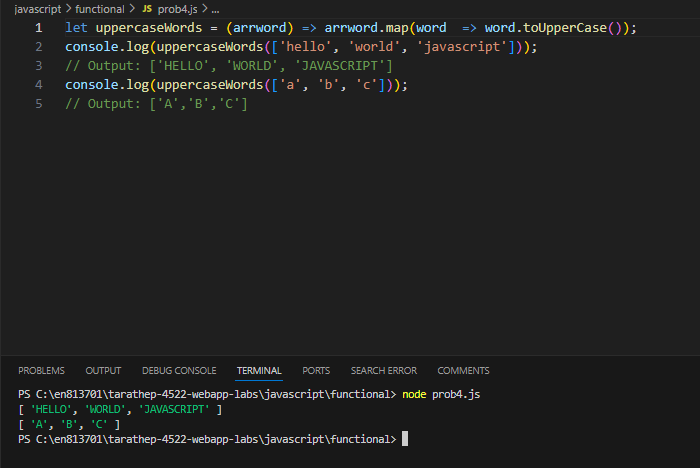 javascript > functional > JS prob4.js > ...
1 let uppercaseWords = (arrword) => arrword.map(word  => word.toUpperCase());
2 console.log(uppercaseWords(['hello', 'world', 'javascript']));
3 // Output: ['HELLO', 'WORLD', 'JAVASCRIPT']
4 console.log(uppercaseWords(['a', 'b', 'c']));
5 // Output: ['A','B','C']
PROBLEMS OUTPUT DEBUG CONSOLE TERMINAL PORTS SEARCH ERROR COMMENTS
PS C:\en813701\tarathep-4522-webapp-labs\javascript\functional> node prob4.js
[ 'HELLO', 'WORLD', 'JAVASCRIPT' ]
[ 'A', 'B', 'C' ]
PS C:\en813701\tarathep-4522-webapp-labs\javascript\functional>